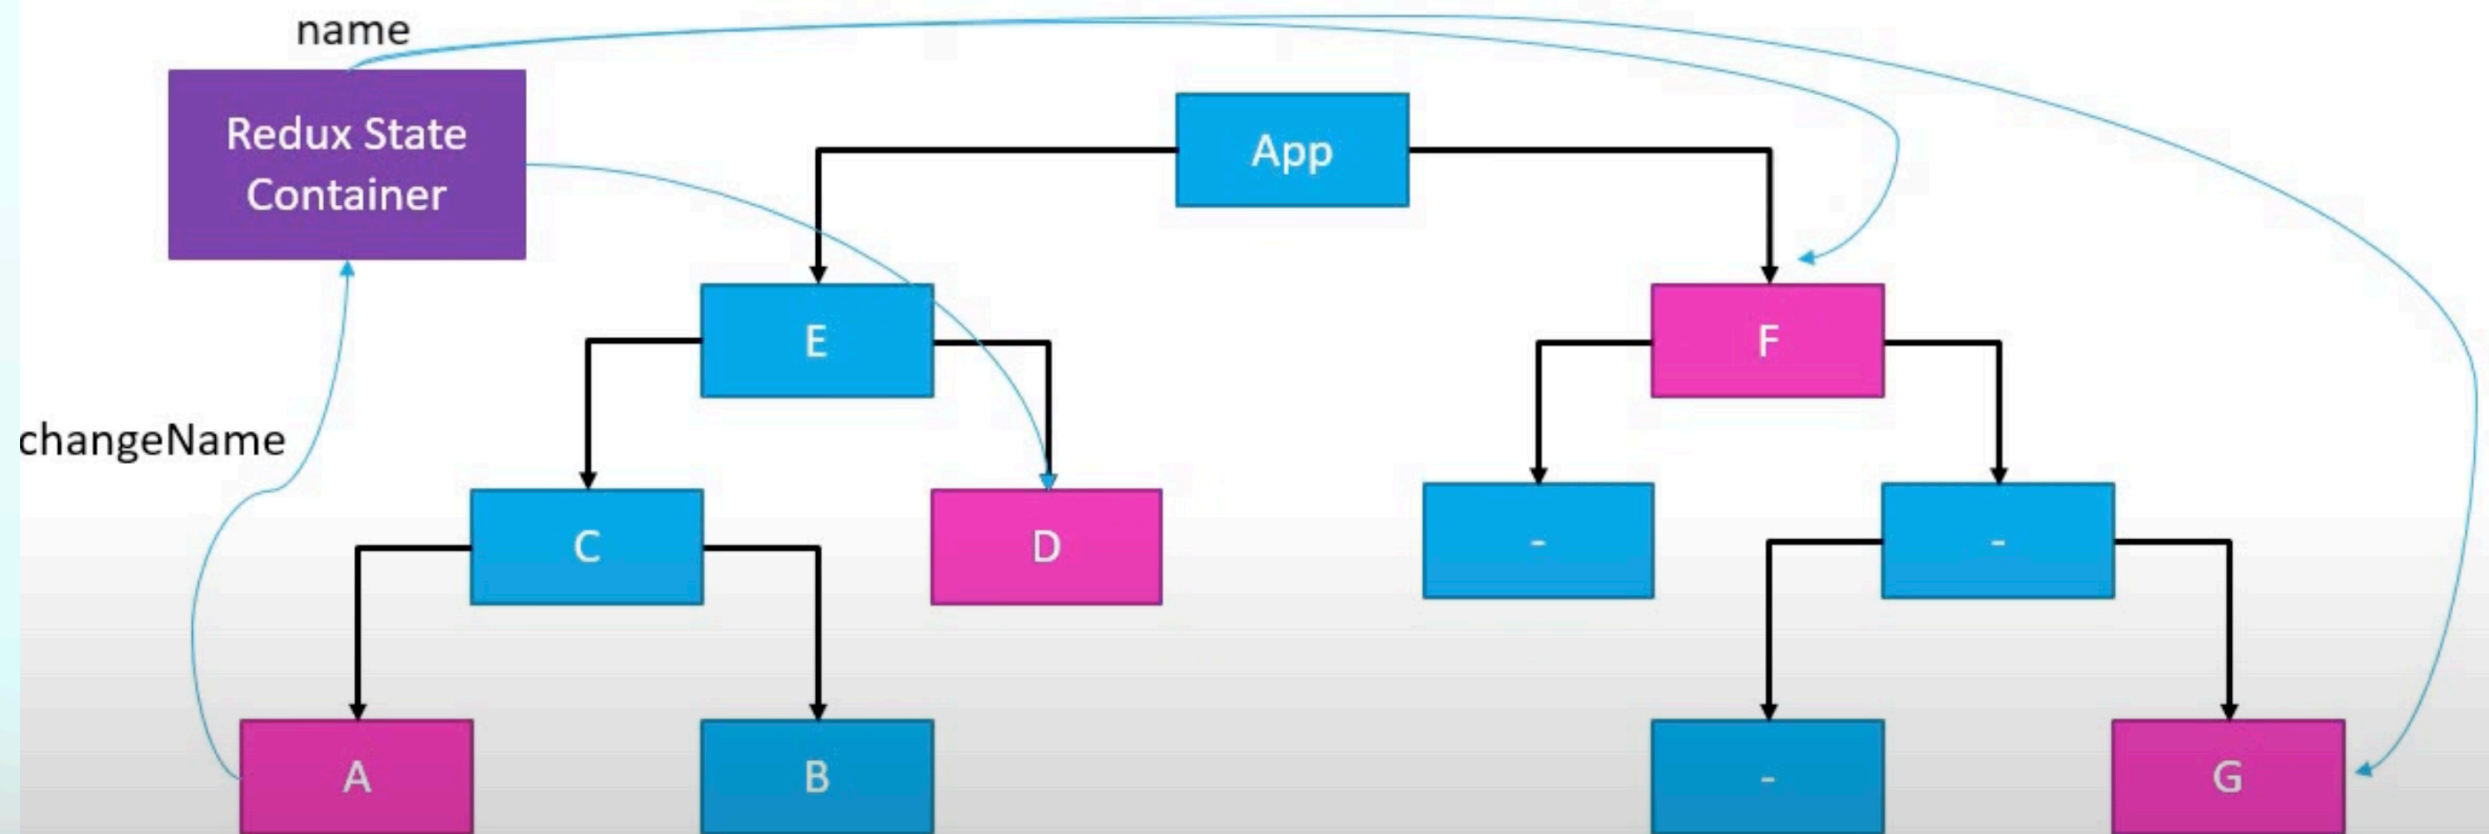 name
Redux State
Container
App
E
F
changeName
C
D
-
-
A
B
-
G